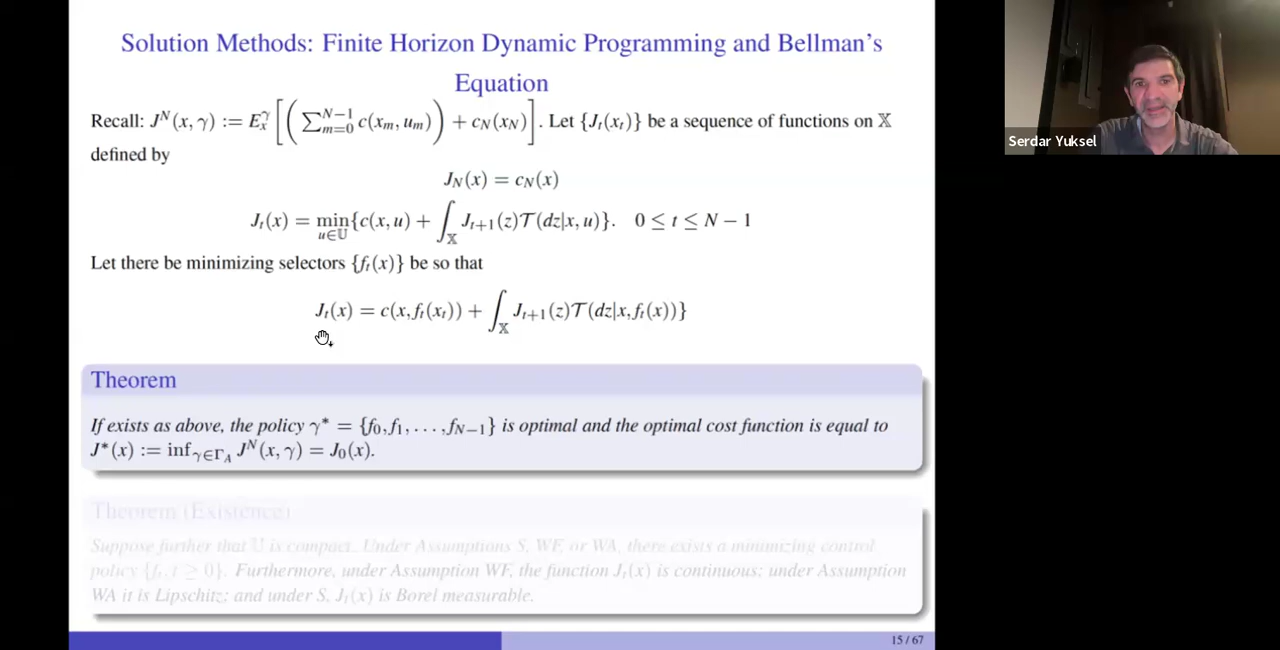 Solution Methods: Finite Horizon Dynamic Programming and Bellman's
Equation
Recall: J^N(x, γ) := E_x^γ [ ( ∑_{m=0}^{N−1} c(x_m, u_m) ) + c_N(x_N) ]. Let {J_t(x_t)} be a sequence of functions on 𝕏
defined by
J_N(x) = c_N(x)
J_t(x) = min_{u∈𝕌} {c(x, u) + ∫_𝕏 J_{t+1}(z)𝒯(dz|x, u)}. 0 ≤ t ≤ N − 1
Let there be minimizing selectors {f_t(x)} be so that
J_t(x) = c(x, f_t(x_t)) + ∫_𝕏 J_{t+1}(z)𝒯(dz|x, f_t(x))}
Theorem
If exists as above, the policy γ* = {f_0, f_1, . . . , f_{N−1}} is optimal and the optimal cost function is equal to
J*(x) := inf_{γ∈Γ_A} J^N(x, γ) = J_0(x).
Theorem (Existence)
Suppose further that 𝕌 is compact. Under Assumptions S, WF, or WA, there exists a minimizing control
policy {f_t, t ≥ 0}. Furthermore, under Assumption WF, the function J_t(x) is continuous; under Assumption
WA it is Lipschitz; and under S, J_t(x) is Borel measurable.
15 / 67
Serdar Yuksel